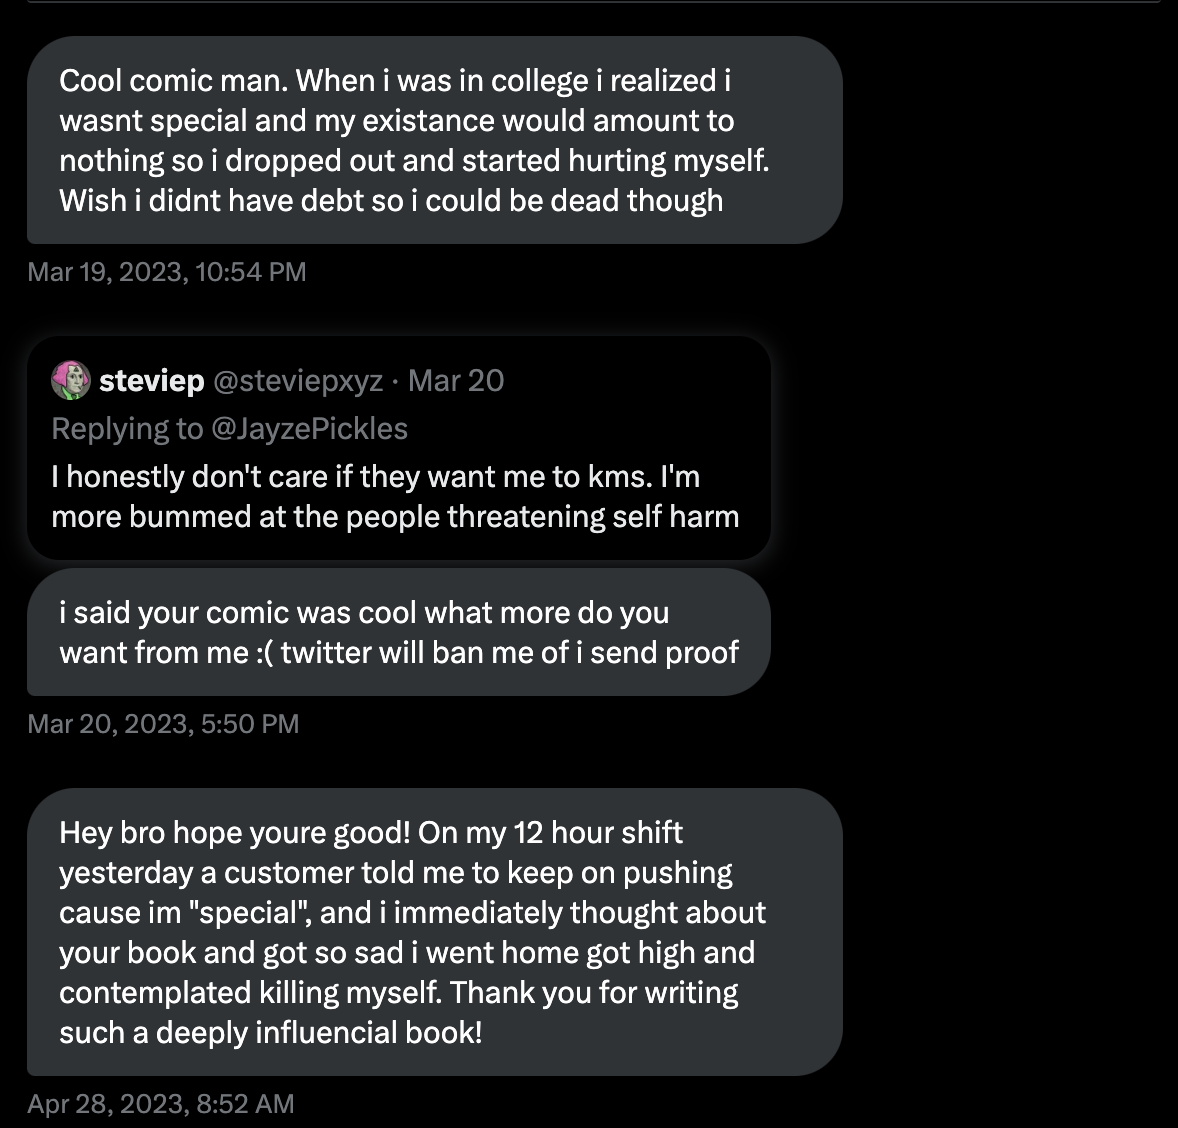 Cool comic man. When i was in college i realized i
wasnt special and my existance would amount to
nothing so i dropped out and started hurting myself.
Wish i didnt have debt so i could be dead though
Mar 19, 2023, 10:54 PM
steviep @steviepxyz · Mar 20
Replying to @JayzePickles
I honestly don't care if they want me to kms. I'm
more bummed at the people threatening self harm
i said your comic was cool what more do you
want from me :( twitter will ban me of i send proof
Mar 20, 2023, 5:50 PM
Hey bro hope youre good! On my 12 hour shift
yesterday a customer told me to keep on pushing
cause im "special", and i immediately thought about
your book and got so sad i went home got high and
contemplated killing myself. Thank you for writing
such a deeply influencial book!
Apr 28, 2023, 8:52 AM